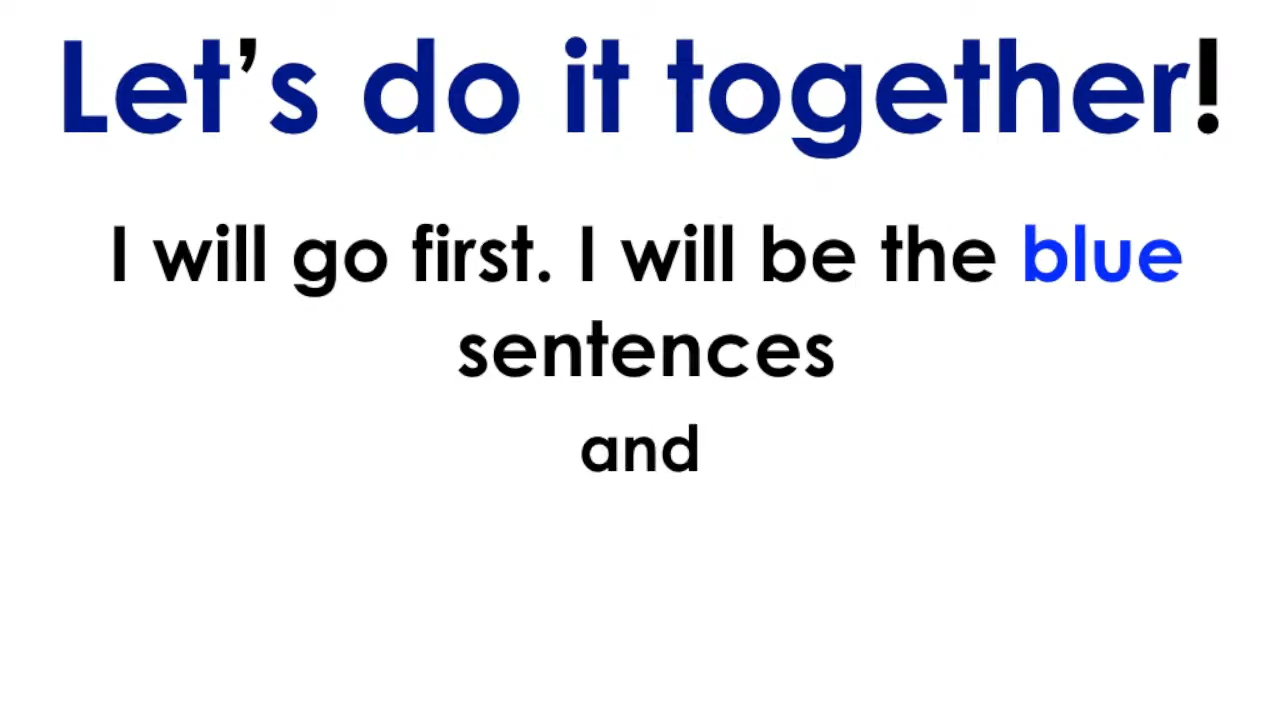 Let’s do it together!
I will go first. I will be the blue
sentences
and